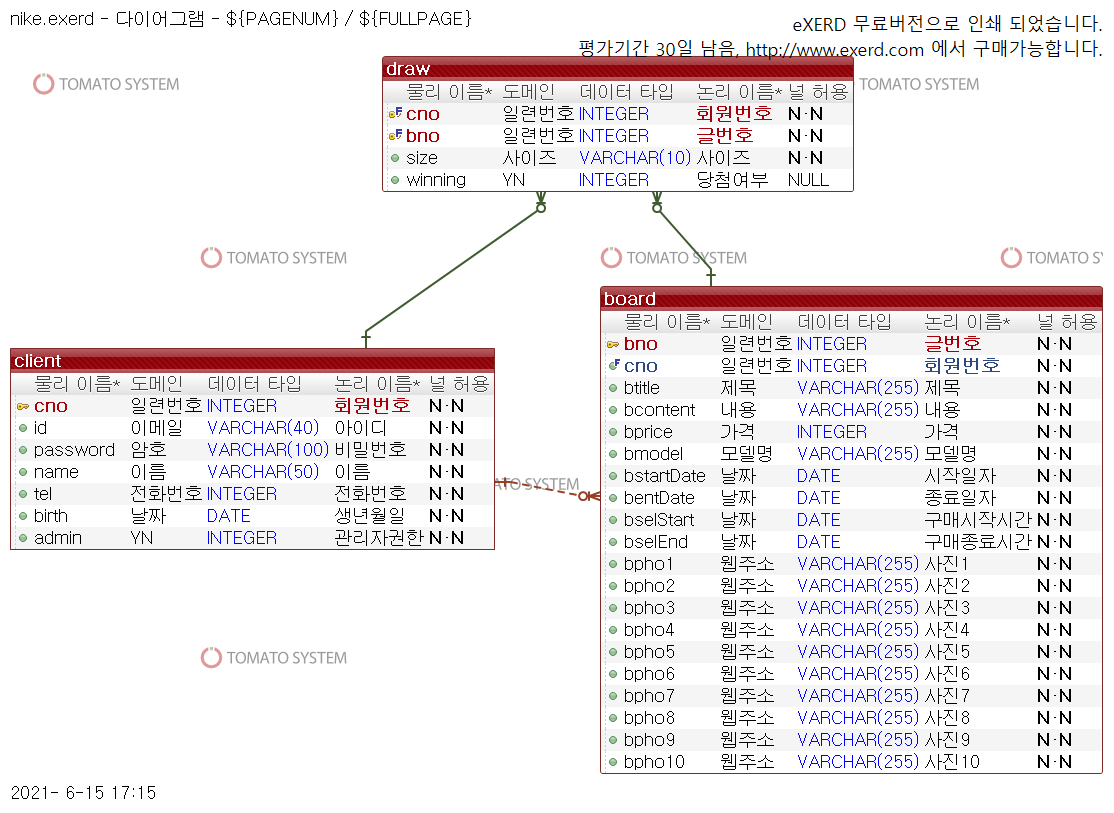 nike.exerd - 다이어그램 - ${PAGENUM} / ${FULLPAGE}
eXERD 무료버전으로 인쇄 되었습니다.
평가기간 30일 남음, http://www.exerd.com 에서 구매가능합니다.
TOMATO SYSTEM
TOMATO SYSTEM
draw
물리 이름* 도메인 데이터 타입 논리 이름* 널 허용
cno 일련번호 INTEGER 회원번호 N·N
bno 일련번호 INTEGER 글번호 N·N
size 사이즈 VARCHAR(10) 사이즈 N·N
winning YN INTEGER 당첨여부 NULL
TOMATO SYSTEM
TOMATO SYSTEM
TOMATO SY
client
물리 이름* 도메인 데이터 타입 논리 이름* 널 허용
cno 일련번호 INTEGER 회원번호 N·N
id 이메일 VARCHAR(40) 아이디 N·N
password 암호 VARCHAR(100) 비밀번호 N·N
name 이름 VARCHAR(50) 이름 N·N
tel 전화번호 INTEGER 전화번호 N·N
birth 날짜 DATE 생년월일 N·N
admin YN INTEGER 관리자권한 N·N
ATO SYSTEM
board
물리 이름* 도메인 데이터 타입 논리 이름* 널 허용
bno 일련번호 INTEGER 글번호 N·N
cno 일련번호 INTEGER 회원번호 N·N
btitle 제목 VARCHAR(255) 제목 N·N
bcontent 내용 VARCHAR(255) 내용 N·N
bprice 가격 INTEGER 가격 N·N
bmodel 모델명 VARCHAR(255) 모델명 N·N
bstartDate 날짜 DATE 시작일자 N·N
bentDate 날짜 DATE 종료일자 N·N
bselStart 날짜 DATE 구매시작시간 N·N
bselEnd 날짜 DATE 구매종료시간 N·N
bpho1 웹주소 VARCHAR(255) 사진1 N·N
bpho2 웹주소 VARCHAR(255) 사진2 N·N
bpho3 웹주소 VARCHAR(255) 사진3 N·N
bpho4 웹주소 VARCHAR(255) 사진4 N·N
bpho5 웹주소 VARCHAR(255) 사진5 N·N
bpho6 웹주소 VARCHAR(255) 사진6 N·N
bpho7 웹주소 VARCHAR(255) 사진7 N·N
bpho8 웹주소 VARCHAR(255) 사진8 N·N
bpho9 웹주소 VARCHAR(255) 사진9 N·N
bpho10 웹주소 VARCHAR(255) 사진10 N·N
TOMATO SYSTEM
2021- 6-15 17:15